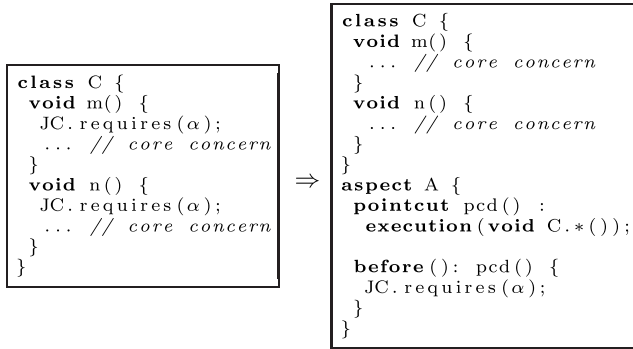 class C {
void m() {
JC.requires(α);
... // core concern
}
void n() {
JC.requires(α);
... // core concern
}
}
⇒
class C {
void m() {
... // core concern
}
void n() {
... // core concern
}
}
aspect A {
pointcut pcd() :
execution(void C.*());
before(): pcd() {
JC.requires(α);
}
}